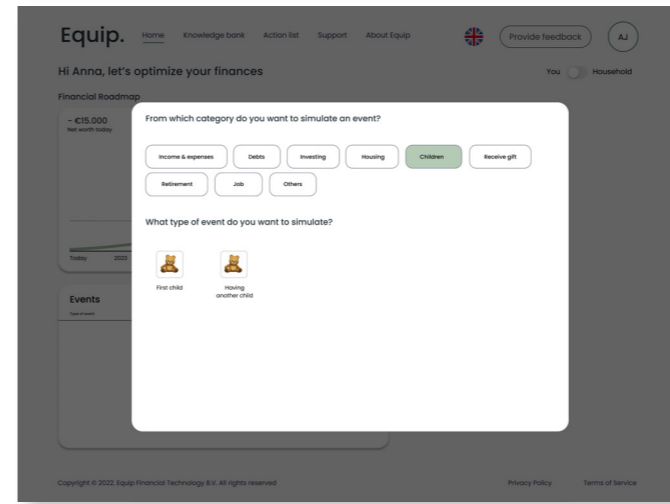 Equip.
Home Knowledge bank Action list Support About Equip Provide feedback AJ
Hi Anna, let's optimize your finances You Household
Financial Roadmap
- €15.000
Net worth today
From which category do you want to simulate an event?
Income & expenses Debts Investing Housing Children Receive gift
Retirement Job Others
What type of event do you want to simulate?
Today 2023
First child Having
another child
Events
Type of event
Copyright © 2022. Equip Financial Technology B.V. All rights reserved Privacy Policy Terms of Service